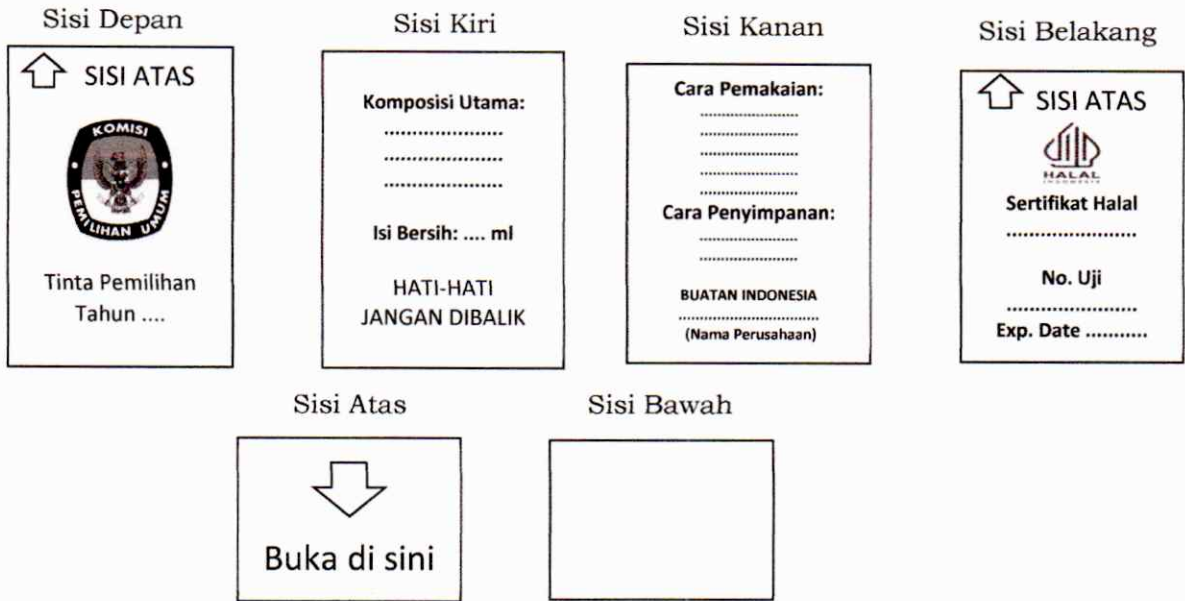 Sisi Depan
SISI ATAS
KOMISI
PEMILIHAN UMUM
Tinta Pemilihan
Tahun ....
Sisi Kiri
Komposisi Utama:
.....................
.....................
.....................
Isi Bersih: .... ml
HATI-HATI
JANGAN DIBALIK
Sisi Kanan
Cara Pemakaian:
.....................
.....................
.....................
.....................
.....................
Cara Penyimpanan:
.....................
.....................
BUATAN INDONESIA
..............................
(Nama Perusahaan)
Sisi Belakang
SISI ATAS
HALAL
INDONESIA
Sertifikat Halal
.......................
No. Uji
.......................
Exp. Date ...........
Sisi Atas
Buka di sini
Sisi Bawah